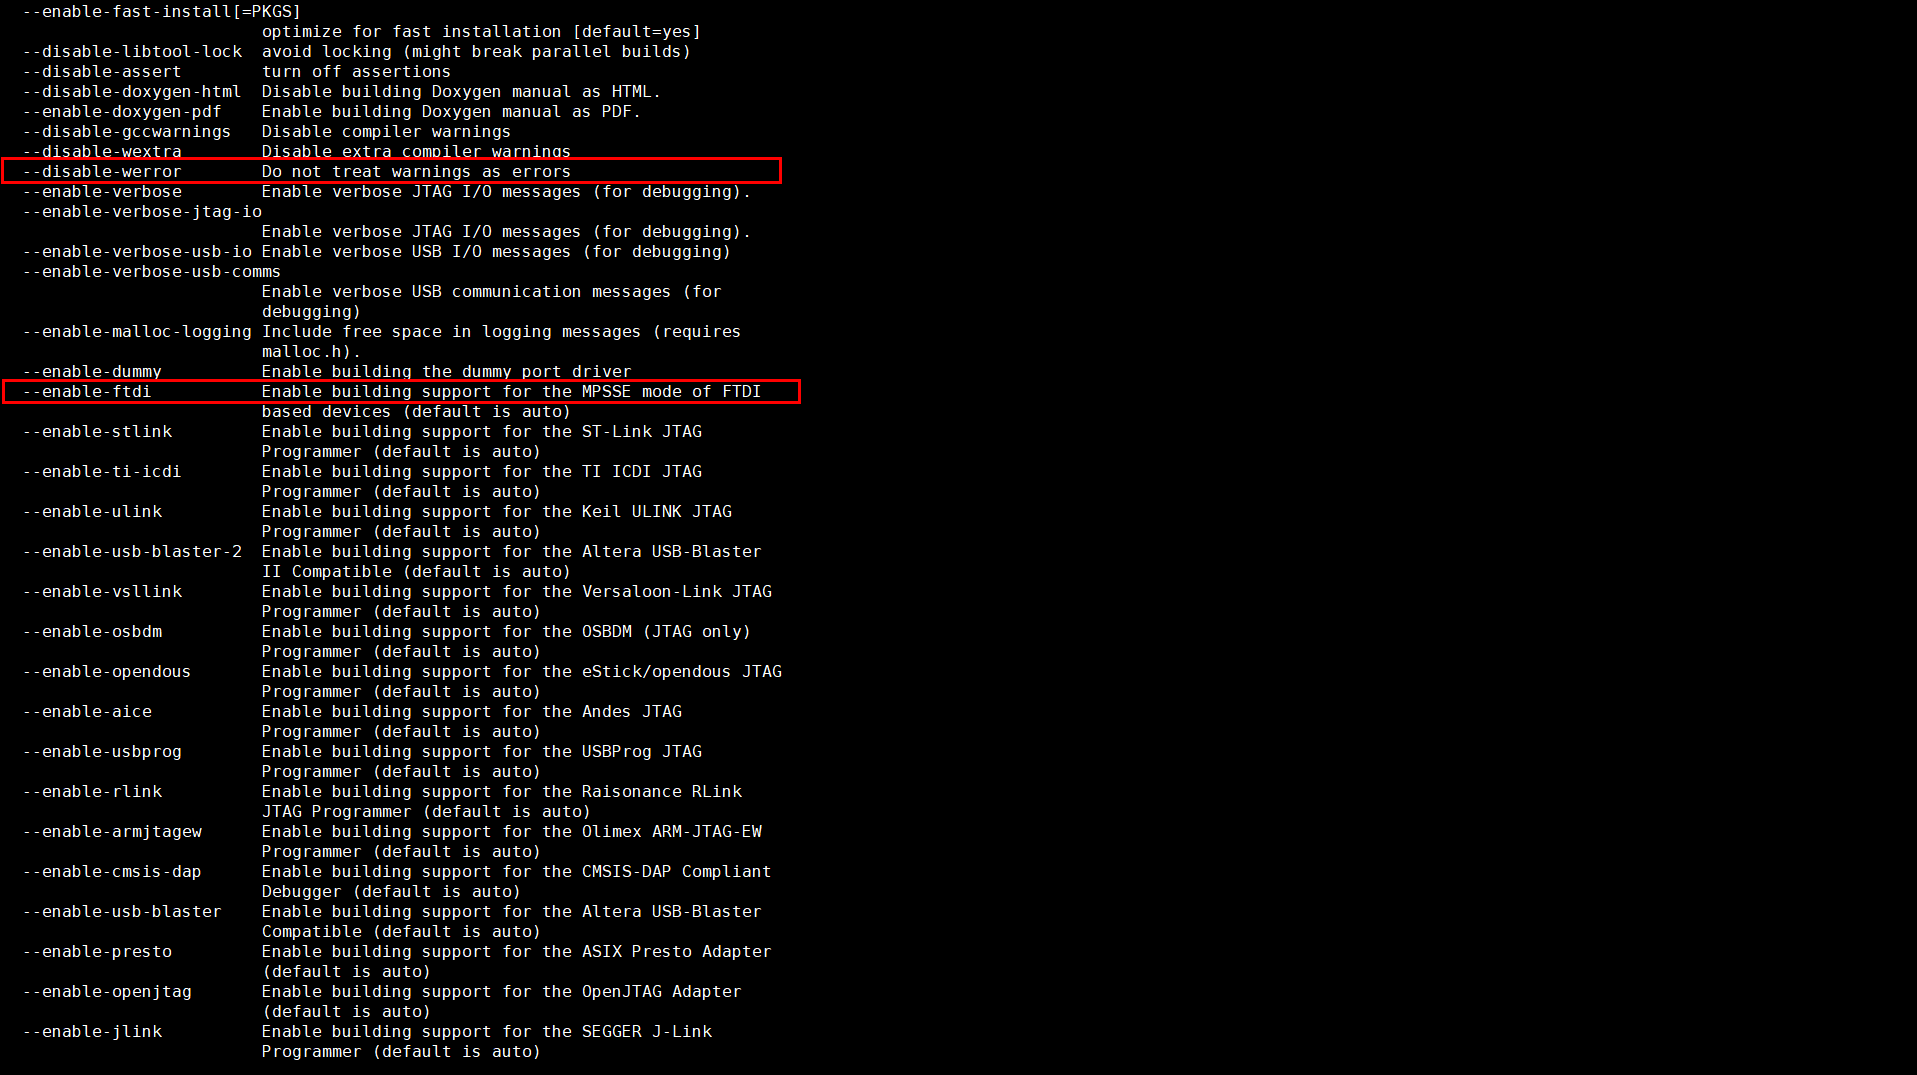 --enable-fast-install[=PKGS]
optimize for fast installation [default=yes]
--disable-libtool-lock  avoid locking (might break parallel builds)
--disable-assert        turn off assertions
--disable-doxygen-html  Disable building Doxygen manual as HTML.
--enable-doxygen-pdf    Enable building Doxygen manual as PDF.
--disable-gccwarnings   Disable compiler warnings
--disable-wextra        Disable extra compiler warnings
--disable-werror        Do not treat warnings as errors
--enable-verbose        Enable verbose JTAG I/O messages (for debugging).
--enable-verbose-jtag-io
Enable verbose JTAG I/O messages (for debugging).
--enable-verbose-usb-io Enable verbose USB I/O messages (for debugging)
--enable-verbose-usb-comms
Enable verbose USB communication messages (for
debugging)
--enable-malloc-logging Include free space in logging messages (requires
malloc.h).
--enable-dummy          Enable building the dummy port driver
--enable-ftdi           Enable building support for the MPSSE mode of FTDI
based devices (default is auto)
--enable-stlink         Enable building support for the ST-Link JTAG
Programmer (default is auto)
--enable-ti-icdi        Enable building support for the TI ICDI JTAG
Programmer (default is auto)
--enable-ulink          Enable building support for the Keil ULINK JTAG
Programmer (default is auto)
--enable-usb-blaster-2  Enable building support for the Altera USB-Blaster
II Compatible (default is auto)
--enable-vsllink        Enable building support for the Versaloon-Link JTAG
Programmer (default is auto)
--enable-osbdm          Enable building support for the OSBDM (JTAG only)
Programmer (default is auto)
--enable-opendous       Enable building support for the eStick/opendous JTAG
Programmer (default is auto)
--enable-aice           Enable building support for the Andes JTAG
Programmer (default is auto)
--enable-usbprog        Enable building support for the USBProg JTAG
Programmer (default is auto)
--enable-rlink          Enable building support for the Raisonance RLink
JTAG Programmer (default is auto)
--enable-armjtagew      Enable building support for the Olimex ARM-JTAG-EW
Programmer (default is auto)
--enable-cmsis-dap      Enable building support for the CMSIS-DAP Compliant
Debugger (default is auto)
--enable-usb-blaster    Enable building support for the Altera USB-Blaster
Compatible (default is auto)
--enable-presto         Enable building support for the ASIX Presto Adapter
(default is auto)
--enable-openjtag       Enable building support for the OpenJTAG Adapter
(default is auto)
--enable-jlink          Enable building support for the SEGGER J-Link
Programmer (default is auto)